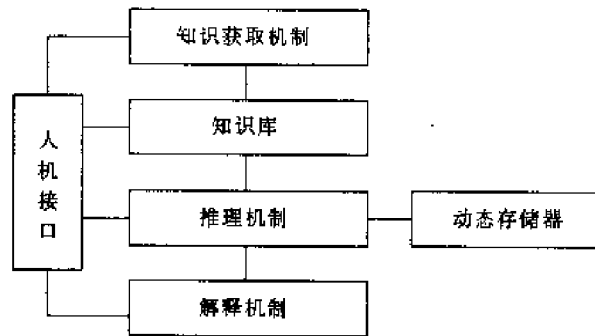 知识获取机制
人机接口
知识库
推理机制
动态存储器
解释机制